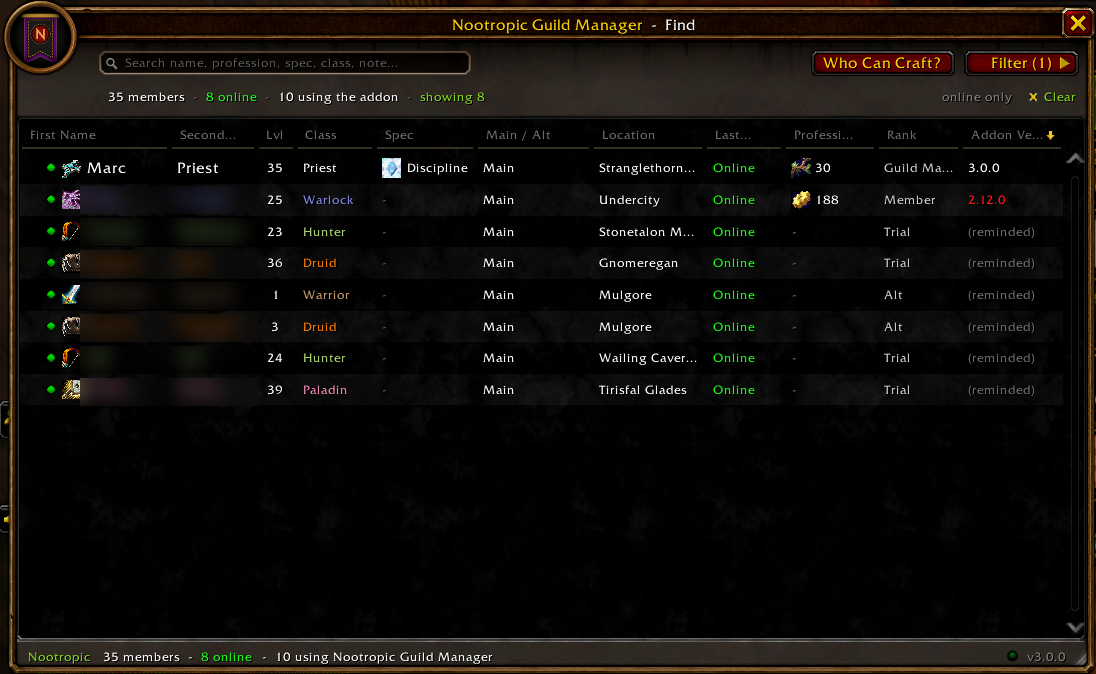 N
Nootropic Guild Manager - Find
Search name, profession, spec, class, note...
Who Can Craft?
Filter (1)
35 members - 8 online - 10 using the addon - showing 8
online only
Clear
First Name Second... Lvl Class Spec Main / Alt Location Last... Professi... Rank Addon Ve...
Marc Priest 35 Priest Discipline Main Stranglethorn... Online 30 Guild Ma... 3.0.0
25 Warlock - Main Undercity Online 188 Member 2.12.0
23 Hunter - Main Stonetalon M... Online - Trial (reminded)
36 Druid - Main Gnomeregan Online - Trial (reminded)
1 Warrior - Main Mulgore Online - Alt (reminded)
3 Druid - Main Mulgore Online - Alt (reminded)
24 Hunter - Main Wailing Caver... Online - Trial (reminded)
39 Paladin - Main Tirisfal Glades Online - Trial (reminded)
Nootropic 35 members - 8 online - 10 using Nootropic Guild Manager
v3.0.0